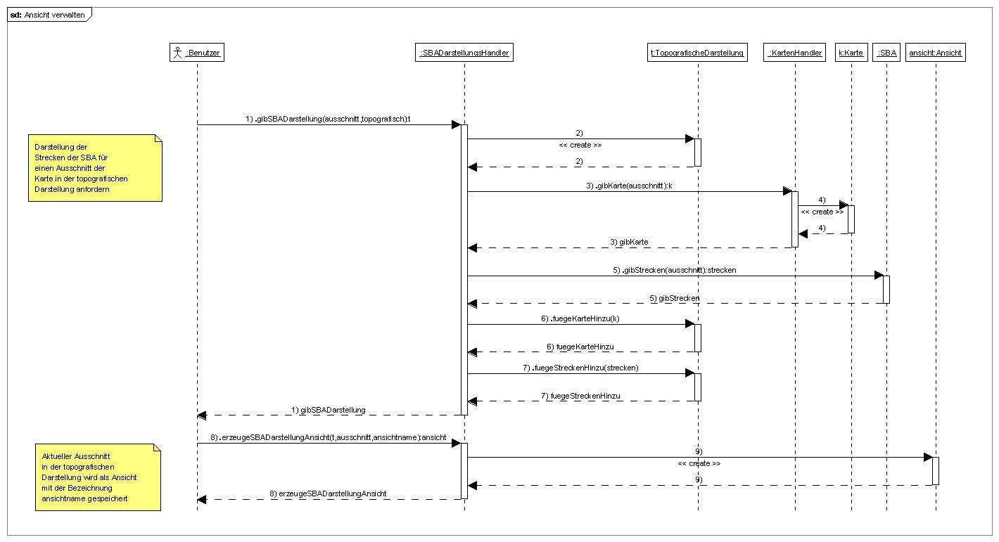 sd: Ansicht verwalten
:Benutzer
:SBADarstellungsHandler
t:TopografischeDarstellung
:KartenHandler
k:Karte
:SBA
ansicht:Ansicht
1) .gibSBADarstellung(ausschnitt,topografisch):t
Darstellung der
Strecken der SBA für
einen Ausschnitt der
Karte in der topografischen
Darstellung anfordern
2)
<< create >>
2)
3) .gibKarte(ausschnitt):k
4)
<< create >>
4)
3) gibKarte
5) .gibStrecken(ausschnitt):strecken
5) gibStrecken
6) .fuegeKarteHinzu(k)
6) fuegeKarteHinzu
7) .fuegeStreckenHinzu(strecken)
7) fuegeStreckenHinzu
1) gibSBADarstellung
8) .erzeugeSBADarstellungAnsicht(t,ausschnitt,ansichtname):ansicht
Aktueller Ausschnitt
in der topografischen
Darstellung wird als Ansicht
mit der Bezeichnung
ansichtname gespeichert
9)
<< create >>
9)
8) erzeugeSBADarstellungAnsicht